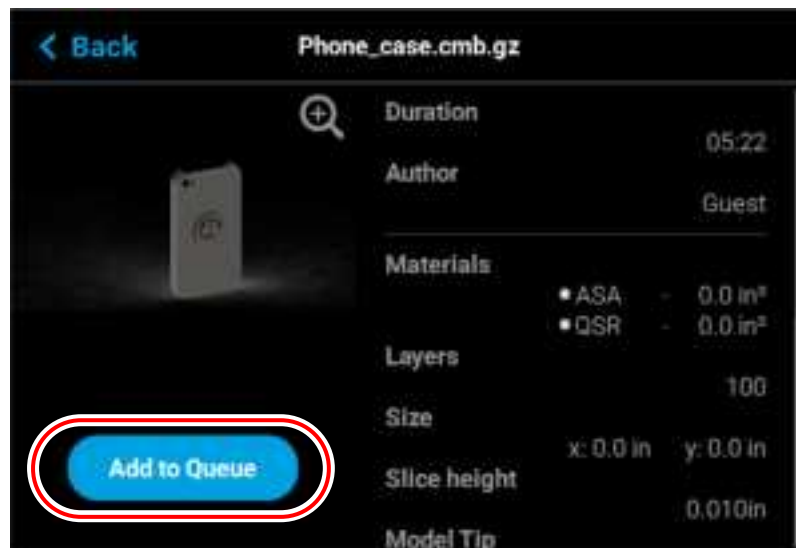 Back
Phone_case.cmb.gz
Duration
05:22
Author
Guest
Materials
ASA - 0.0 in³
QSR - 0.0 in³
Layers
100
Size
x: 0.0 in y: 0.0 in
Slice height
0.010in
Model Tip
Add to Queue